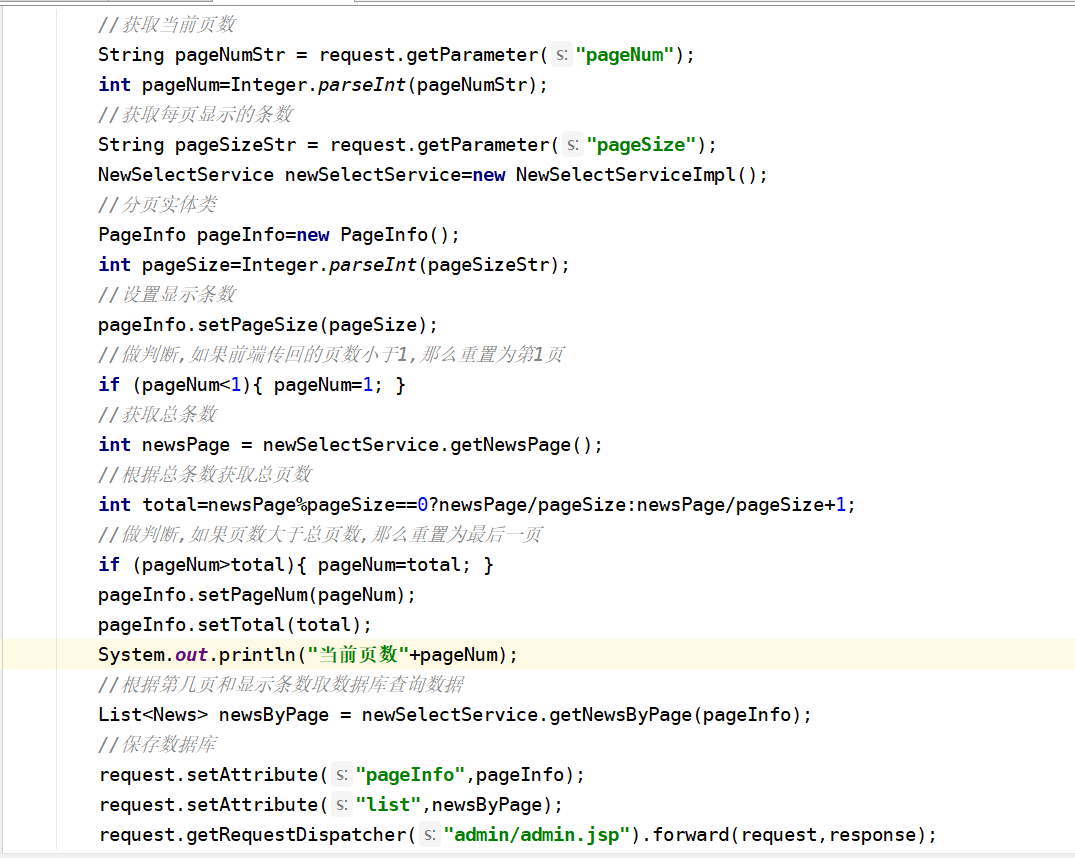 //获取当前页数
String pageNumStr = request.getParameter( s: "pageNum");
int pageNum=Integer.parseInt(pageNumStr);
//获取每页显示的条数
String pageSizeStr = request.getParameter( s: "pageSize");
NewSelectService newSelectService=new NewSelectServiceImpl();
//分页实体类
PageInfo pageInfo=new PageInfo();
int pageSize=Integer.parseInt(pageSizeStr);
//设置显示条数
pageInfo.setPageSize(pageSize);
//做判断,如果前端传回的页数小于1,那么重置为第1页
if (pageNum<1){ pageNum=1; }
//获取总条数
int newsPage = newSelectService.getNewsPage();
//根据总条数获取总页数
int total=newsPage%pageSize==0?newsPage/pageSize:newsPage/pageSize+1;
//做判断,如果页数大于总页数,那么重置为最后一页
if (pageNum>total){ pageNum=total; }
pageInfo.setPageNum(pageNum);
pageInfo.setTotal(total);
System.out.println("当前页数"+pageNum);
//根据第几页和显示条数取数据库查询数据
List<News> newsByPage = newSelectService.getNewsByPage(pageInfo);
//保存数据库
request.setAttribute( s: "pageInfo",pageInfo);
request.setAttribute( s: "list",newsByPage);
request.getRequestDispatcher( s: "admin/admin.jsp").forward(request,response);